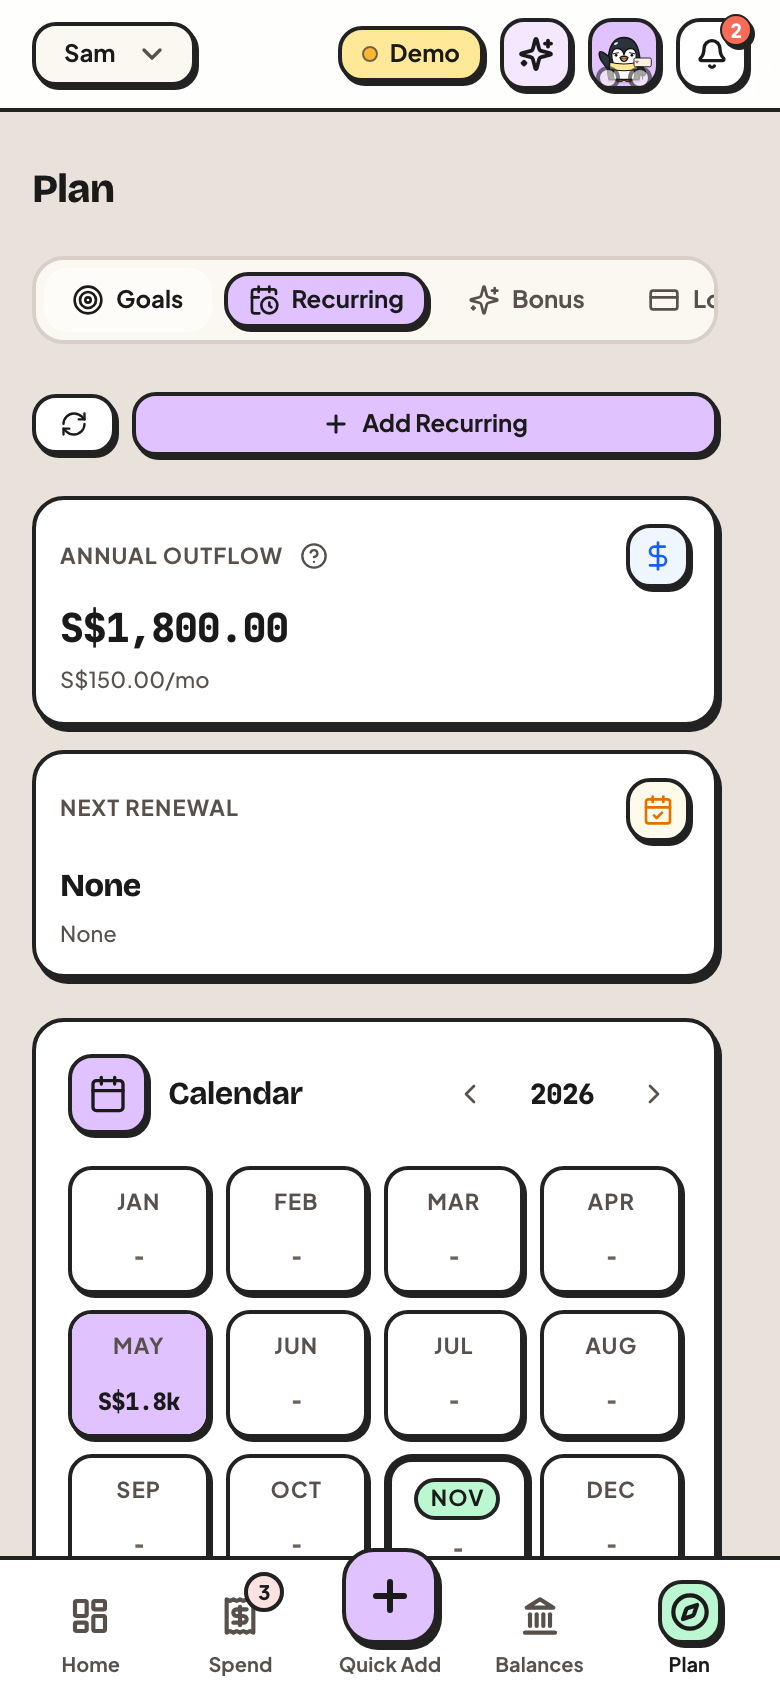 Sam
Demo
2
Plan
Goals
Recurring
Bonus
Lo
+ Add Recurring
ANNUAL OUTFLOW ?
$
S$1,800.00
S$150.00/mo
NEXT RENEWAL
None
None
Calendar
< 2026 >
JAN FEB MAR APR
- - - -
MAY JUN JUL AUG
S$1.8k - - -
SEP OCT NOV DEC
- - - -
3
Home Spend Quick Add Balances Plan